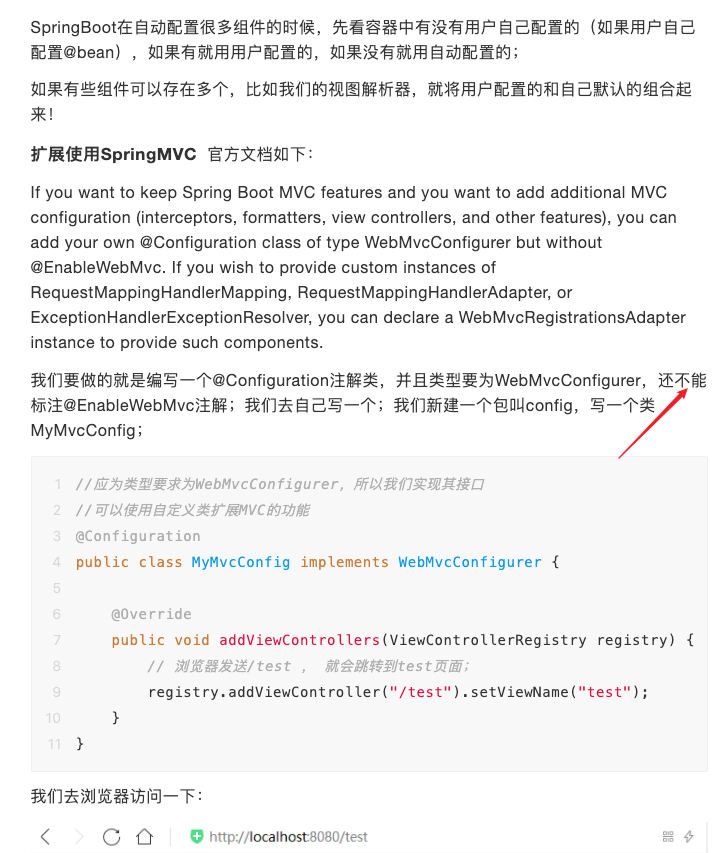 SpringBoot在自动配置很多组件的时候，先看容器中有没有用户自己配置的（如果用户自己
配置@bean），如果有就用用户配置的，如果没有就用自动配置的；
如果有些组件可以存在多个，比如我们的视图解析器，就将用户配置的和自己默认的组合起
来！
扩展使用SpringMVC 官方文档如下：
If you want to keep Spring Boot MVC features and you want to add additional MVC
configuration (interceptors, formatters, view controllers, and other features), you can
add your own @Configuration class of type WebMvcConfigurer but without
@EnableWebMvc. If you wish to provide custom instances of
RequestMappingHandlerMapping, RequestMappingHandlerAdapter, or
ExceptionHandlerExceptionResolver, you can declare a WebMvcRegistrationsAdapter
instance to provide such components.
我们要做的就是编写一个@Configuration注解类，并且类型要为WebMvcConfigurer，还不能
标注@EnableWebMvc注解；我们去自己写一个；我们新建一个包叫config，写一个类
MyMvcConfig；
1 //应为类型要求为WebMvcConfigurer，所以我们实现其接口
2 //可以使用自定义类扩展MVC的功能
3 @Configuration
4 public class MyMvcConfig implements WebMvcConfigurer {
5
6     @Override
7     public void addViewControllers(ViewControllerRegistry registry) {
8         // 浏览器发送/test ， 就会跳转到test页面；
9         registry.addViewController("/test").setViewName("test");
10     }
11 }
我们去浏览器访问一下：
http://localhost:8080/test